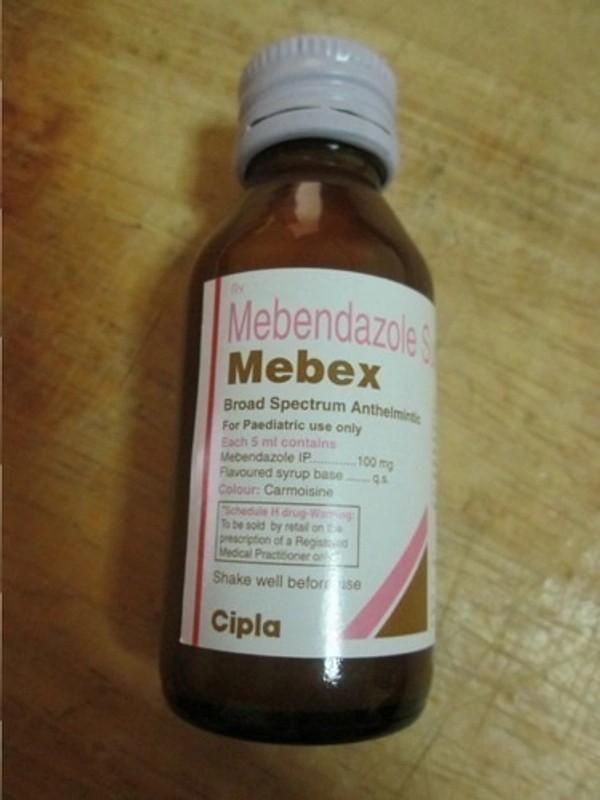 Rx
Mebendazole S
Mebex
Broad Spectrum Anthelmintic
For Paediatric use only
Each 5 ml contains
Mebendazole IP............100 mg
Flavoured syrup base.......q.s.
Colour: Carmoisine
"Schedule H drug-Warning:
To be sold by retail on the
prescription of a Registered
Medical Practitioner only"
Shake well before use
Cipla